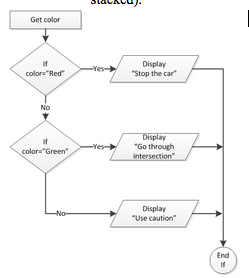 stacked).
Get color
If
color="Red"
Yes
Display
"Stop the car"
No
If
color="Green"
Yes
Display
"Go through
intersection"
No
Display
"Use caution"
End
If